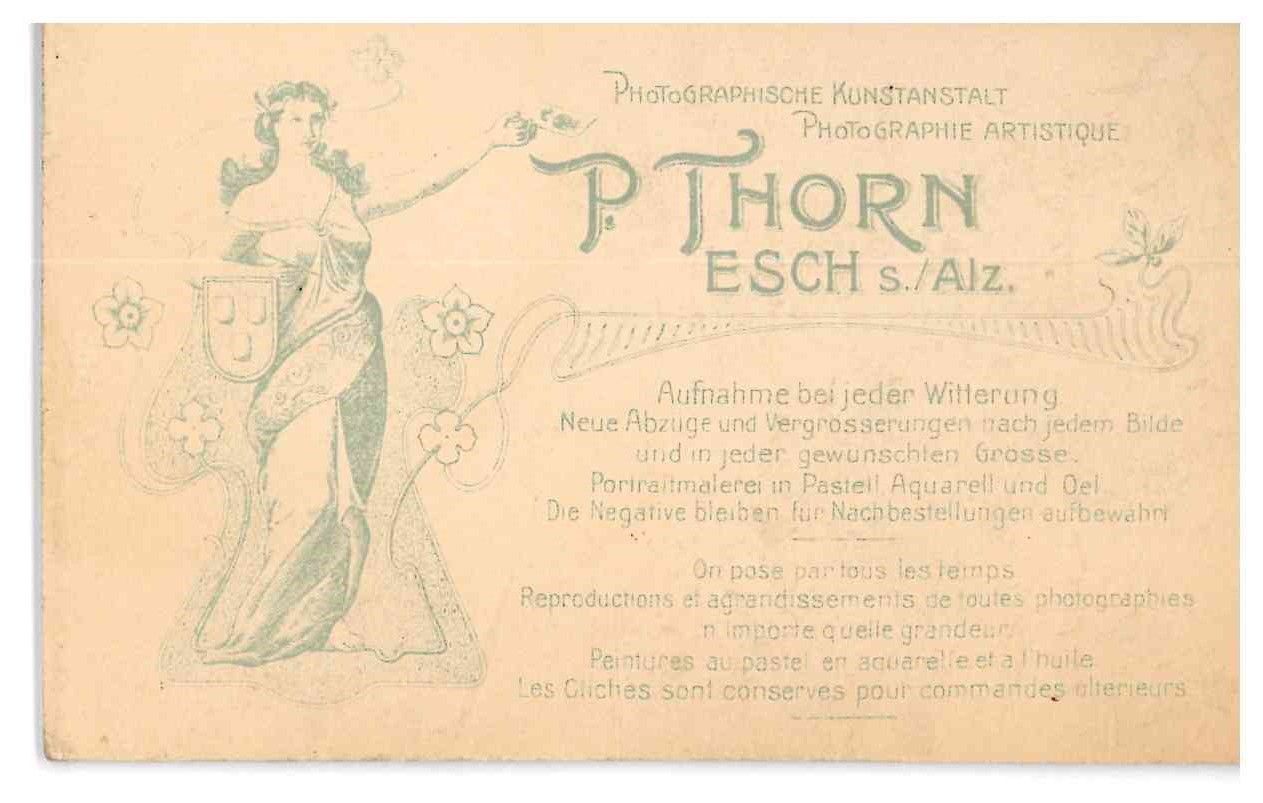 PHOTOGRAPHISCHE KUNSTANSTALT
PHOTOGRAPHIE ARTISTIQUE
P. THORN
ESCH s./Alz.
Aufnahme bei jeder Witterung
Neue Abzuge und Vergrosserungen nach jedem Bilde
und in jeder gewunschten Grosse.
Portraitmalerei in Pastell, Aquarell und Oel
Die Negative bleiben für Nachbestellungen aufbewahrt
On pose par tous les temps
Reproductions et agrandissements de toutes photographies
n importe quelle grandeur
Peintures au pastel en aquarelle et a l'huile
Les Cliches sont conserves pour commandes ulterieurs